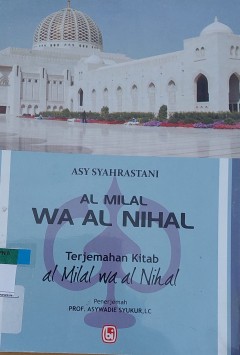 ASY SYAHRASTANI
AL MILAL
WA AL NIHAL
Terjemahan Kitab
al Milal wa al Nihal
Penerjemah
PROF. ASYWADIE SYUKUR, LC
bi